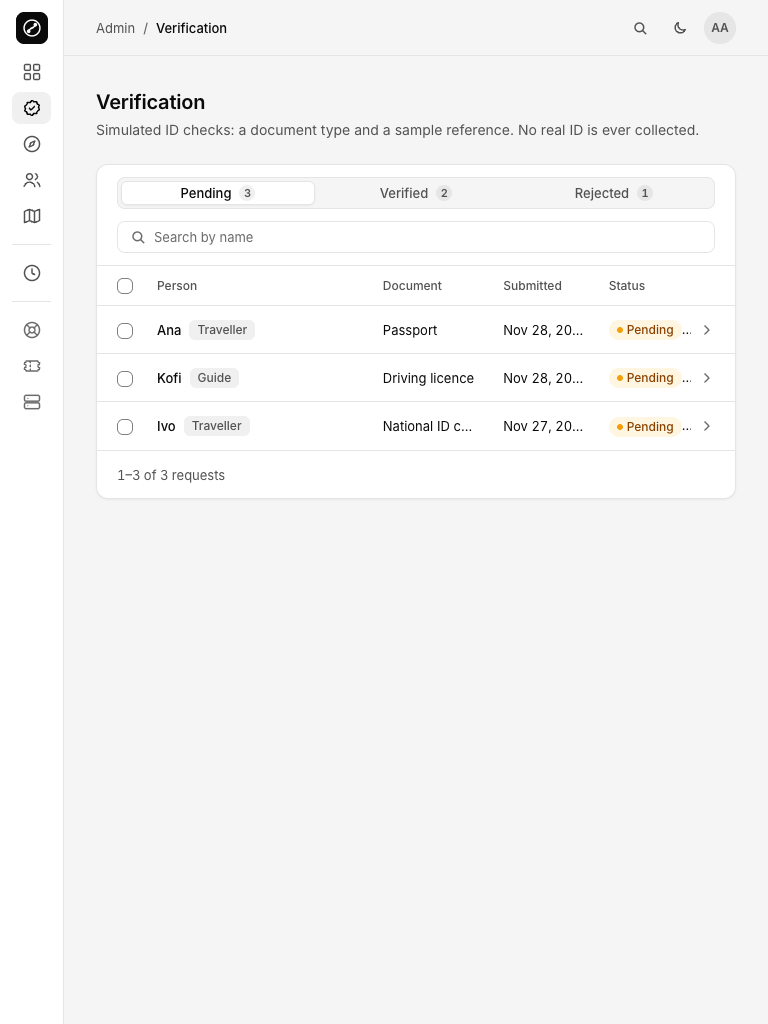 Admin / Verification
AA
Verification
Simulated ID checks: a document type and a sample reference. No real ID is ever collected.
Pending 3
Verified 2
Rejected 1
Search by name
Person Document Submitted Status
Ana Traveller Passport Nov 28, 20... Pending ...
Kofi Guide Driving licence Nov 28, 20... Pending ...
Ivo Traveller National ID c... Nov 27, 20... Pending ...
1–3 of 3 requests